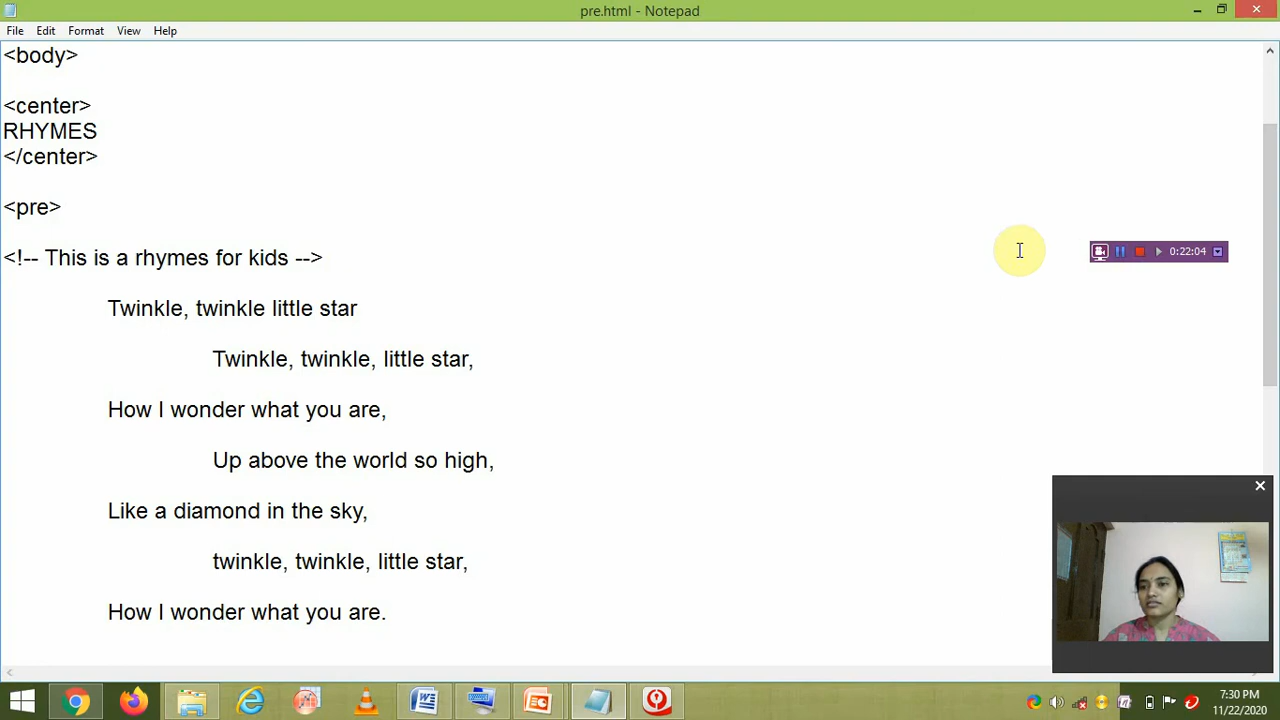 pre.html - Notepad
File Edit Format View Help
<body>
<center>
RHYMES
</center>
<pre>
<!-- This is a rhymes for kids -->
Twinkle, twinkle little star
Twinkle, twinkle, little star,
How I wonder what you are,
Up above the world so high,
Like a diamond in the sky,
twinkle, twinkle, little star,
How I wonder what you are.
0:22:04
7:30 PM
11/22/2020